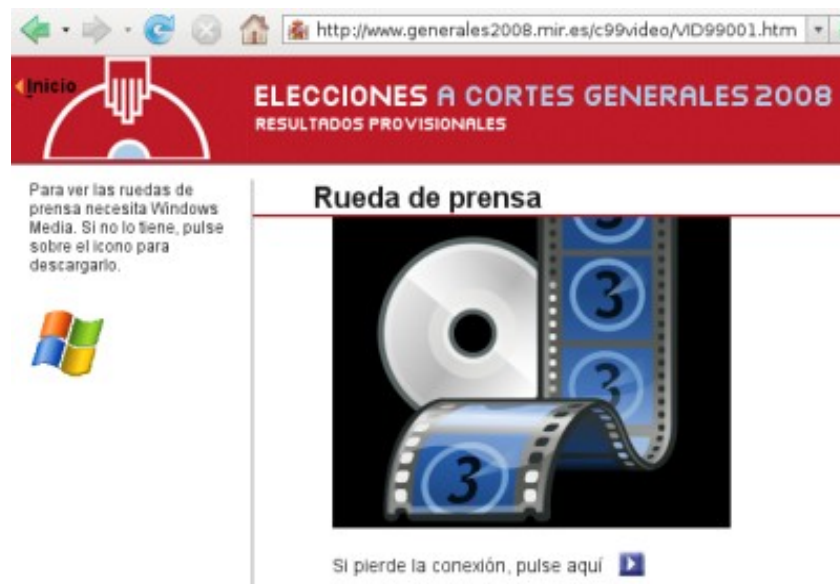 http://www.generales2008.mir.es/c99video/VID99001.htm
Inicio
ELECCIONES A CORTES GENERALES 2008
RESULTADOS PROVISIONALES
Para ver las ruedas de
prensa necesita Windows
Media. Si no lo tiene, pulse
sobre el icono para
descargarlo.
Rueda de prensa
3
3
3
3
Si pierde la conexión, pulse aquí